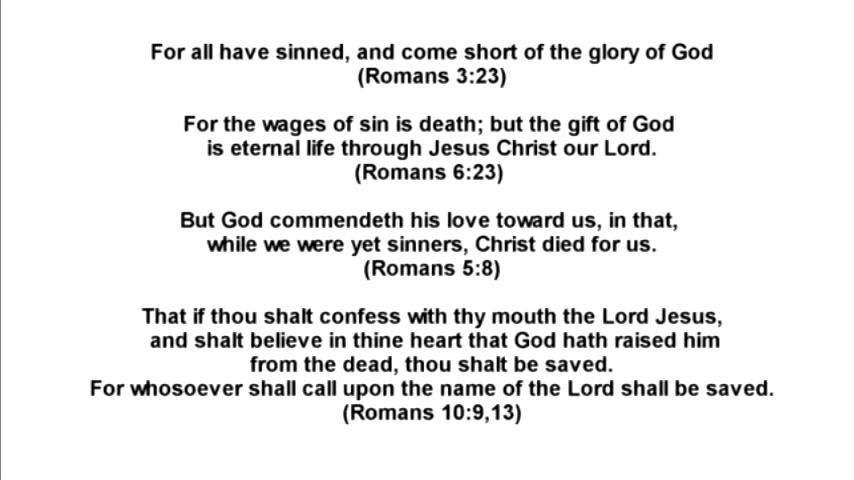 For all have sinned, and come short of the glory of God
(Romans 3:23)
For the wages of sin is death; but the gift of God
is eternal life through Jesus Christ our Lord.
(Romans 6:23)
But God commendeth his love toward us, in that,
while we were yet sinners, Christ died for us.
(Romans 5:8)
That if thou shalt confess with thy mouth the Lord Jesus,
and shalt believe in thine heart that God hath raised him
from the dead, thou shalt be saved.
For whosoever shall call upon the name of the Lord shall be saved.
(Romans 10:9,13)